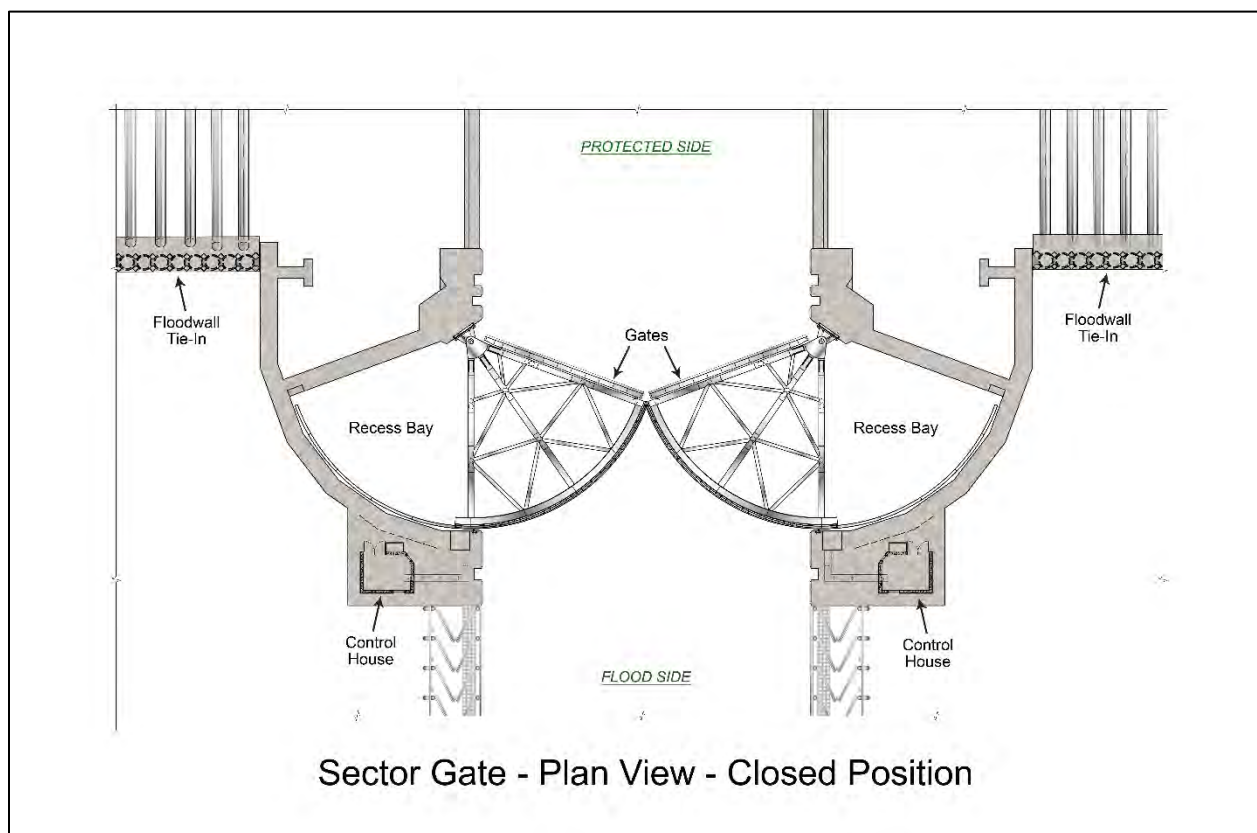 PROTECTED SIDE
Floodwall
Tie-In
Gates
Floodwall
Tie-In
Recess Bay
Recess Bay
Control
House
Control
House
FLOOD SIDE
Sector Gate - Plan View - Closed Position